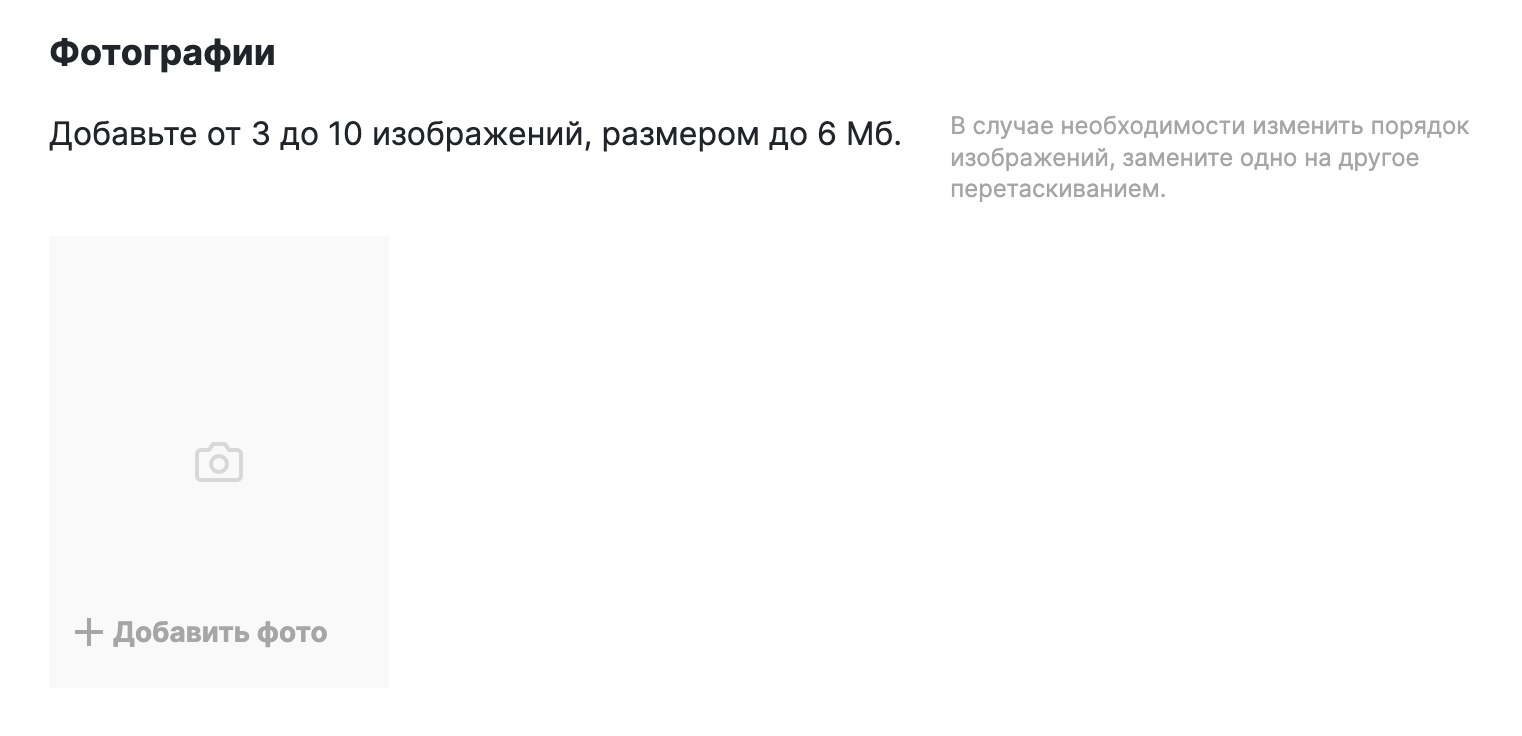 Фотографии
Добавьте от 3 до 10 изображений, размером до 6 Мб.
В случае необходимости изменить порядок
изображений, замените одно на другое
перетаскиванием.
Добавить фото